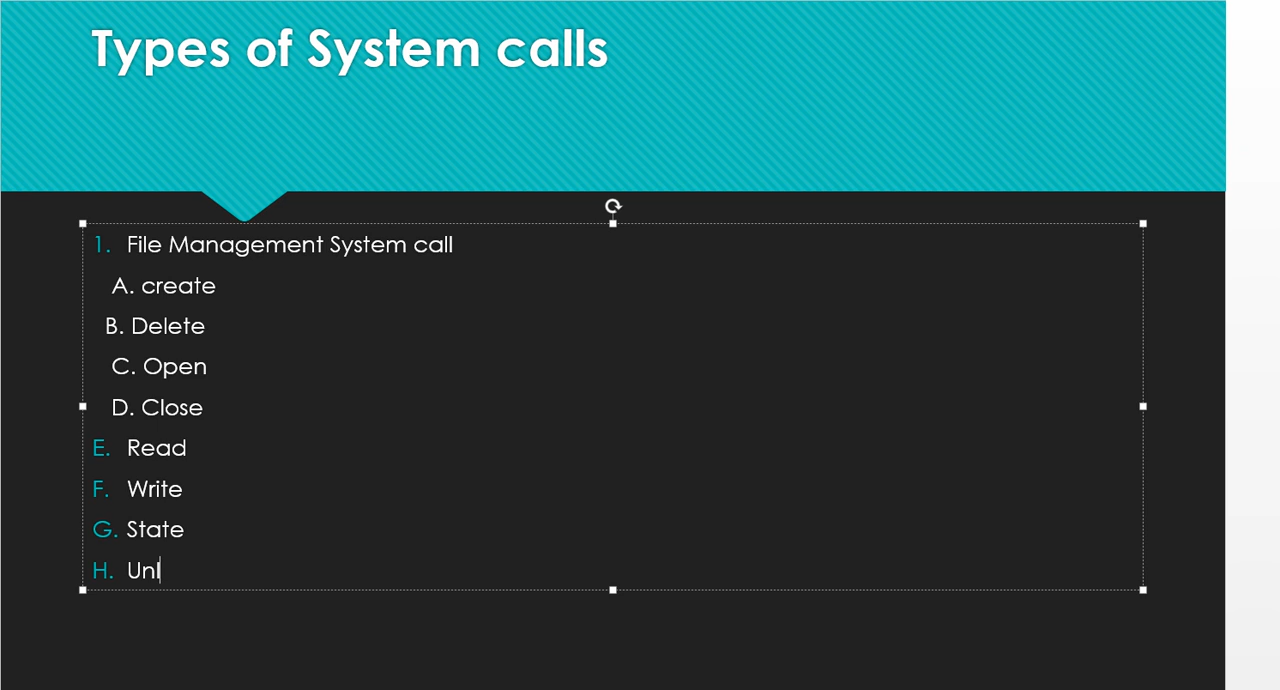 Types of System calls
1. File Management System call
A. create
B. Delete
C. Open
D. Close
E. Read
F. Write
G. State
H. Unl